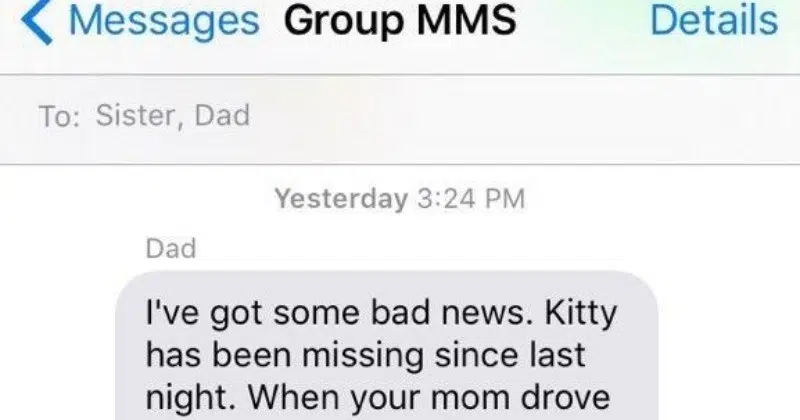 Messages Group MMS Details
To: Sister, Dad
Yesterday 3:24 PM
Dad
I've got some bad news. Kitty
has been missing since last
night. When your mom drove